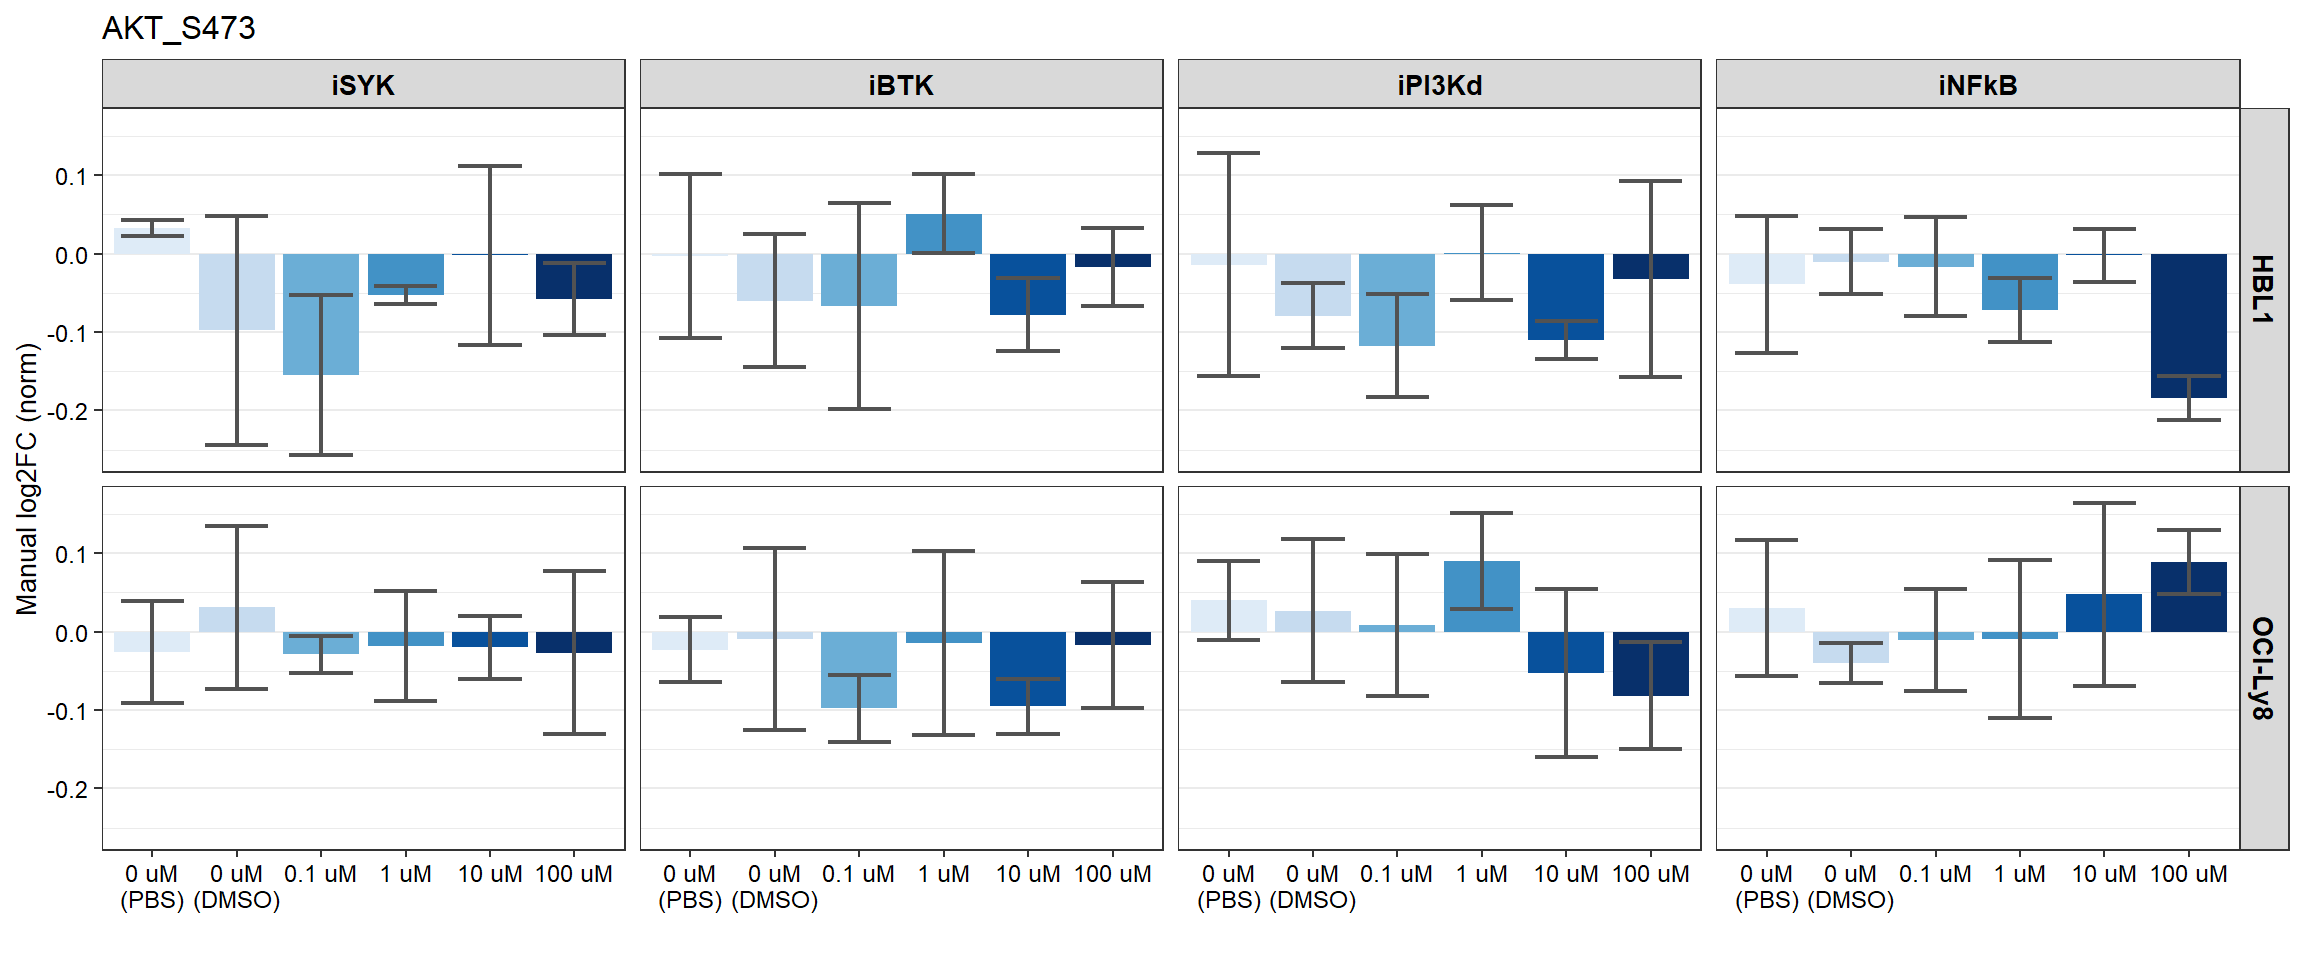 AKT_S473
iSYK
iBTK
iPI3Kd
iNFkB
Manual log2FC (norm)
0.1
0.0
-0.1
-0.2
HBL1
0.1
0.0
-0.1
-0.2
OCI-Ly8
0 uM 0 uM 0.1 uM 1 uM 10 uM 100 uM
(PBS) (DMSO)
0 uM 0 uM 0.1 uM 1 uM 10 uM 100 uM
(PBS) (DMSO)
0 uM 0 uM 0.1 uM 1 uM 10 uM 100 uM
(PBS) (DMSO)
0 uM 0 uM 0.1 uM 1 uM 10 uM 100 uM
(PBS) (DMSO)